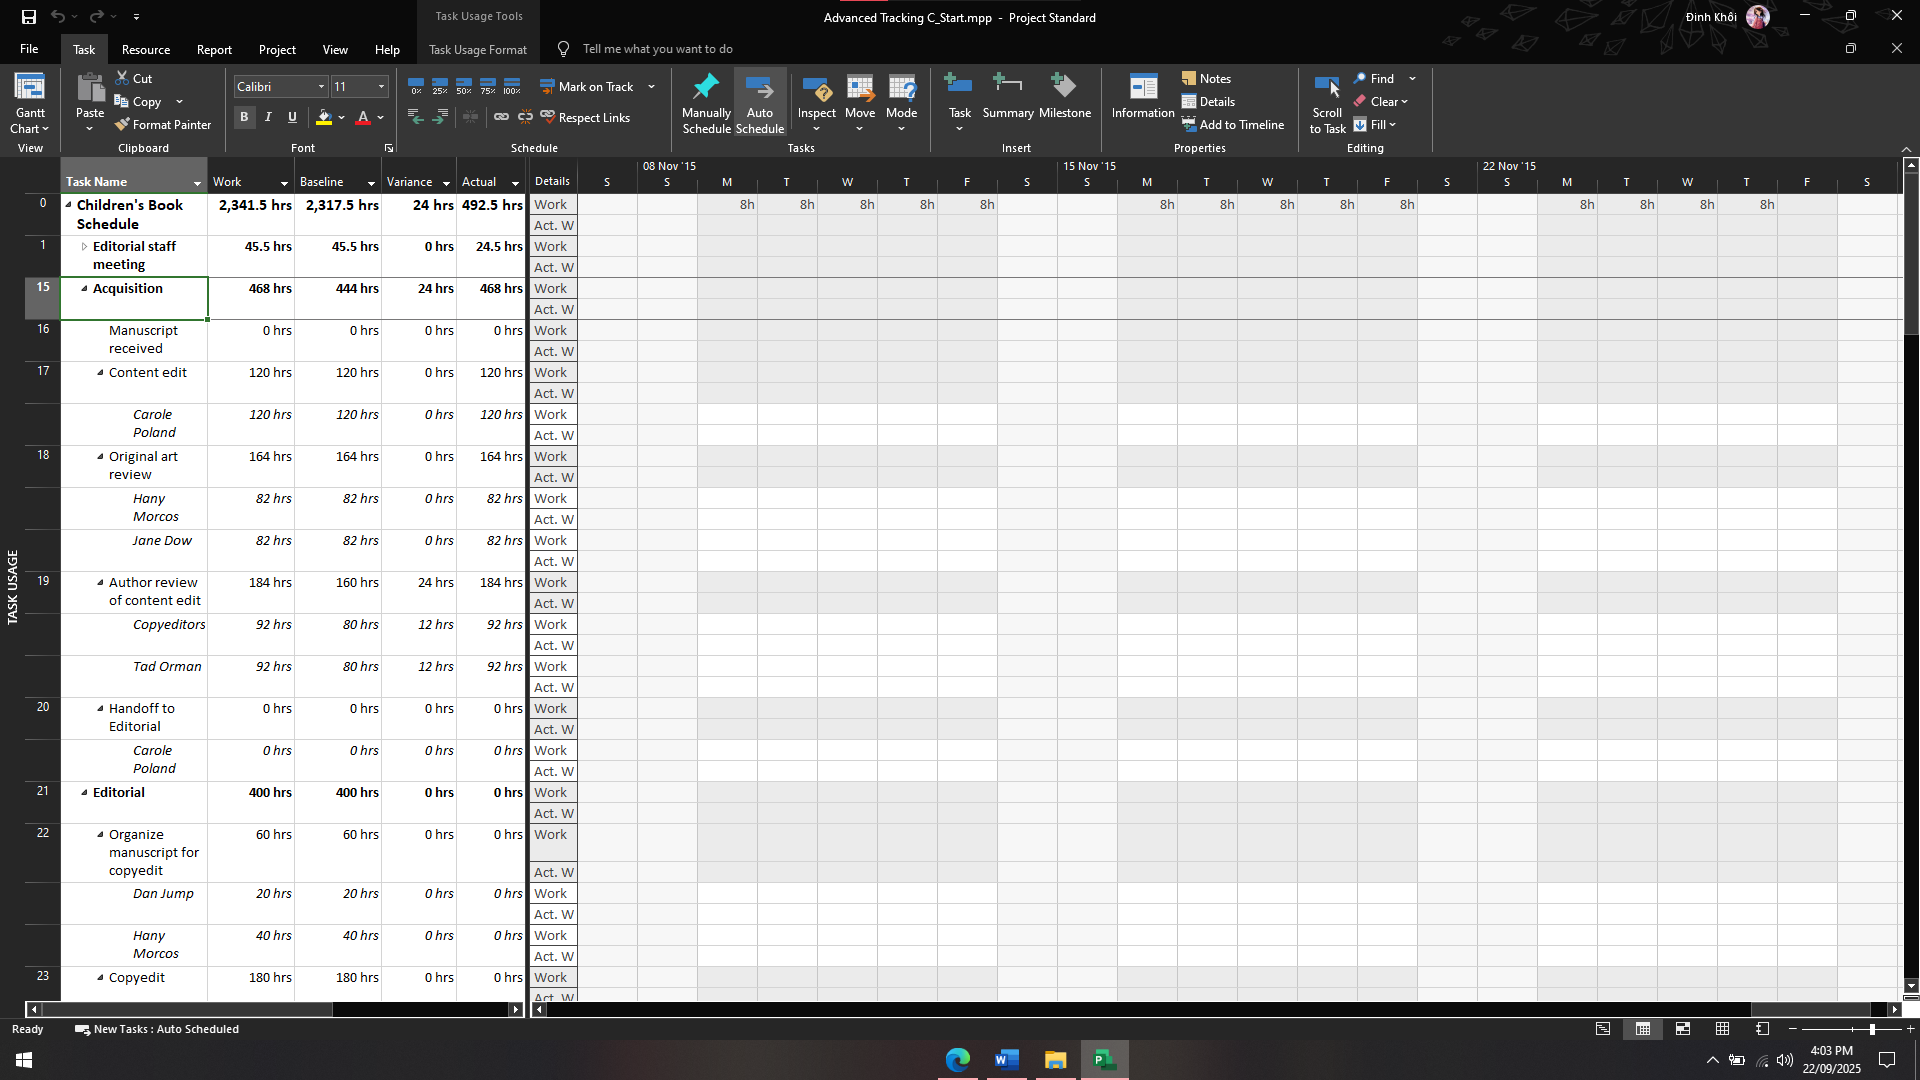 Task Usage Tools
Advanced Tracking C_Start.mpp - Project Standard
Đinh Khôi
File Task Resource Report Project View Help Task Usage Format Tell me what you want to do
Gantt Chart
View
Paste
Cut
Copy
Format Painter
Clipboard
Calibri 11
B I U A
Font
0% 25% 50% 75% 100%
Mark on Track
Respect Links
Schedule
Manually Schedule
Auto Schedule
Inspect
Move
Mode
Tasks
Task
Summary
Milestone
Insert
Information
Notes
Details
Add to Timeline
Properties
Scroll to Task
Find
Clear
Fill
Editing
08 Nov '15 15 Nov '15 22 Nov '15
Task Name Work Baseline Variance Actual Details S S M T W T F S S M T W T F S S M T W T F S
0 Children's Book Schedule 2,341.5 hrs 2,317.5 hrs 24 hrs 492.5 hrs Work 8h 8h 8h 8h 8h 8h 8h 8h 8h 8h 8h 8h 8h 8h
Act. W
1 Editorial staff meeting 45.5 hrs 45.5 hrs 0 hrs 24.5 hrs Work
Act. W
15 Acquisition 468 hrs 444 hrs 24 hrs 468 hrs Work
Act. W
16 Manuscript received 0 hrs 0 hrs 0 hrs 0 hrs Work
Act. W
17 Content edit 120 hrs 120 hrs 0 hrs 120 hrs Work
Act. W
Carole Poland 120 hrs 120 hrs 0 hrs 120 hrs Work
Act. W
18 Original art review 164 hrs 164 hrs 0 hrs 164 hrs Work
Act. W
Hany Morcos 82 hrs 82 hrs 0 hrs 82 hrs Work
Act. W
Jane Dow 82 hrs 82 hrs 0 hrs 82 hrs Work
Act. W
19 Author review of content edit 184 hrs 160 hrs 24 hrs 184 hrs Work
Act. W
Copyeditors 92 hrs 80 hrs 12 hrs 92 hrs Work
Act. W
Tad Orman 92 hrs 80 hrs 12 hrs 92 hrs Work
Act. W
20 Handoff to Editorial 0 hrs 0 hrs 0 hrs 0 hrs Work
Act. W
Carole Poland 0 hrs 0 hrs 0 hrs 0 hrs Work
Act. W
21 Editorial 400 hrs 400 hrs 0 hrs 0 hrs Work
Act. W
22 Organize manuscript for copyedit 60 hrs 60 hrs 0 hrs 0 hrs Work
Act. W
Dan Jump 20 hrs 20 hrs 0 hrs 0 hrs Work
Act. W
Hany Morcos 40 hrs 40 hrs 0 hrs 0 hrs Work
Act. W
23 Copyedit 180 hrs 180 hrs 0 hrs 0 hrs Work
Act. W
TASK USAGE
Ready New Tasks : Auto Scheduled
4:03 PM
22/09/2025